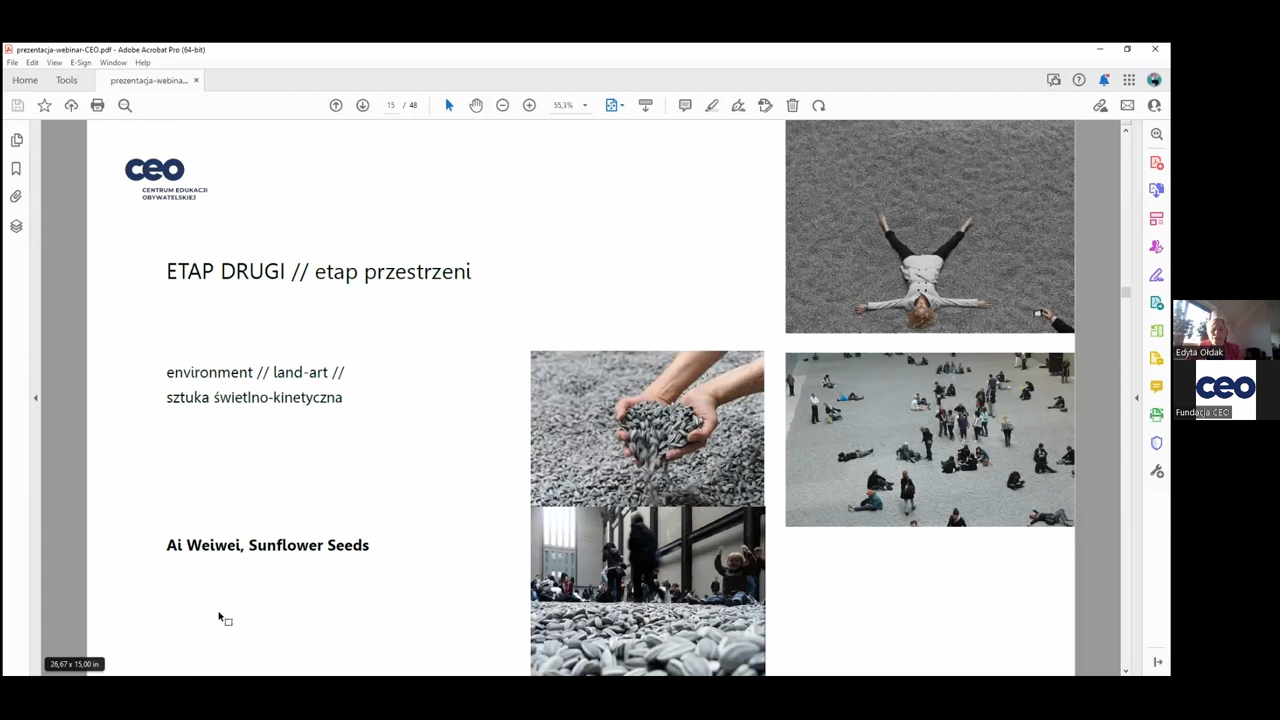 prezentacja-webinar-CEO.pdf - Adobe Acrobat Pro (64-bit)
File Edit View E-Sign Window Help
Home Tools prezentacja-webina... ×
15 / 48 55,3%
ceo
CENTRUM EDUKACJI
OBYWATELSKIEJ
ETAP DRUGI // etap przestrzeni
environment // land-art //
sztuka świetlno-kinetyczna
Ai Weiwei, Sunflower Seeds
26,67 x 15,00 in
Edyta Ołdak
ceo
Fundacja CEO